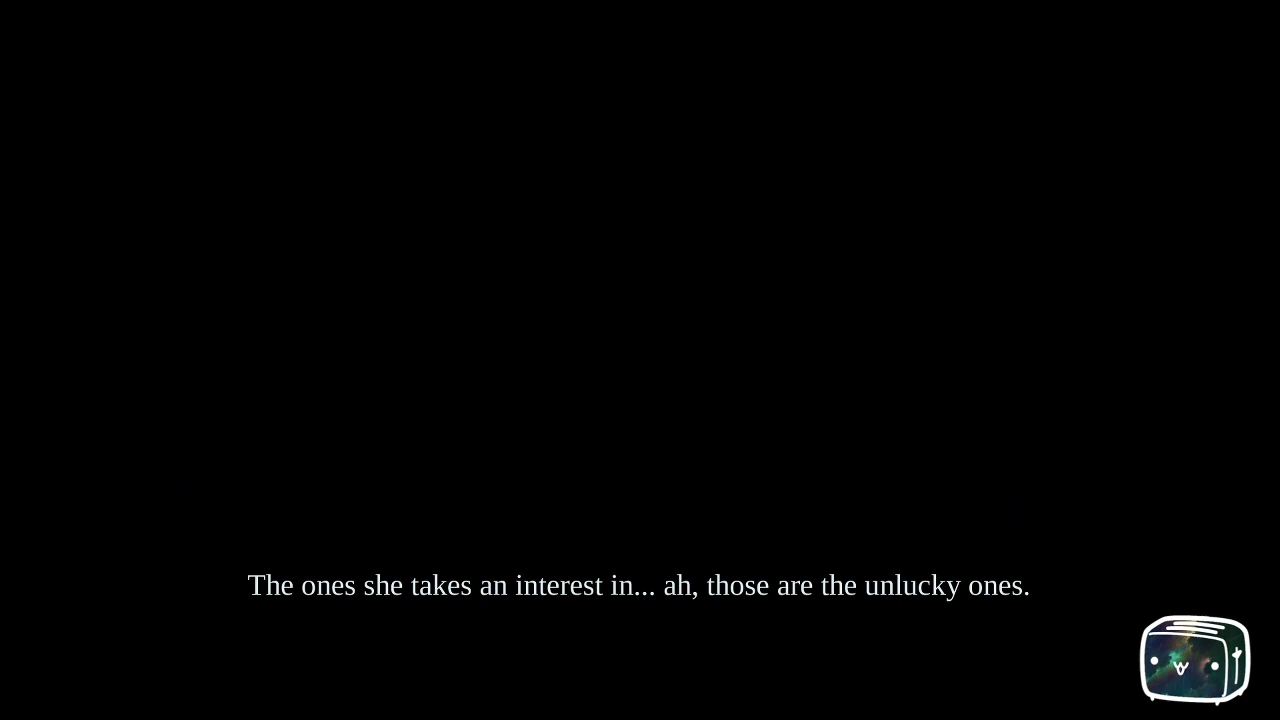 The ones she takes an interest in... ah, those are the unlucky ones.